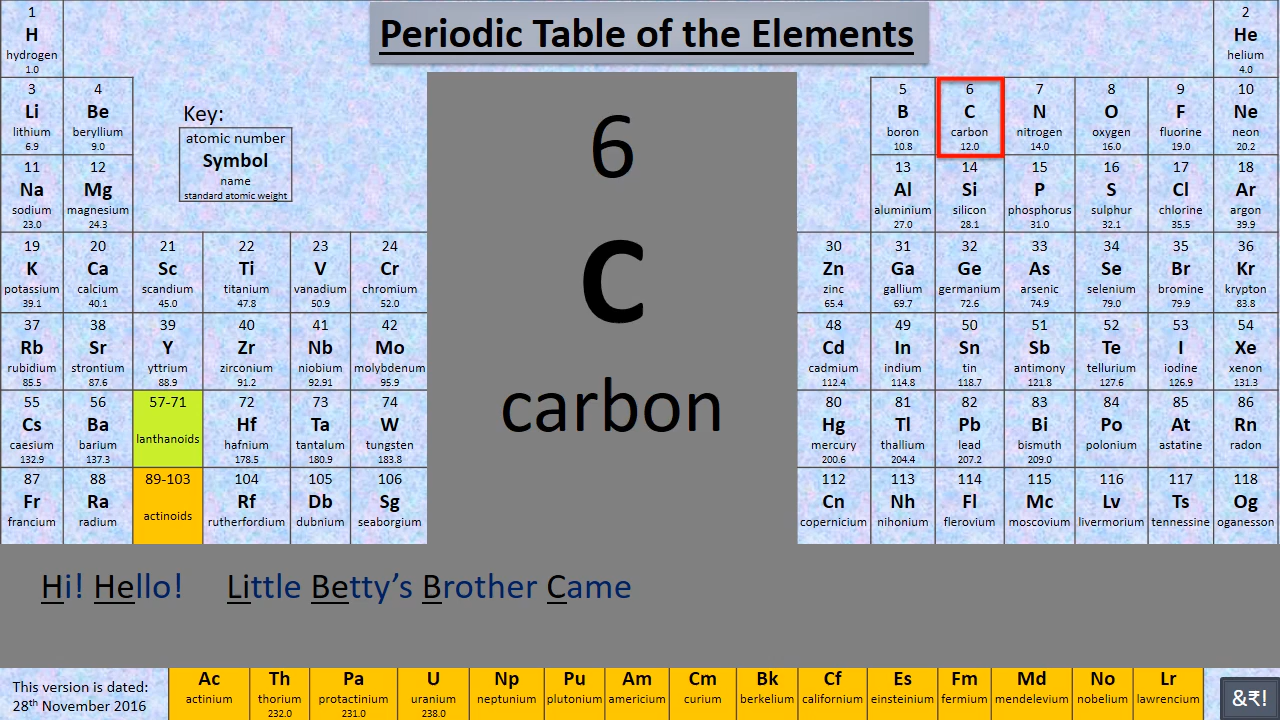 Periodic Table of the Elements
1 2
H He
hydrogen helium
1.0 4.0
3 4 5 6 7 8 9 10
Li Be B C N O F Ne
lithium beryllium boron carbon nitrogen oxygen fluorine neon
6.9 9.0 10.8 12.0 14.0 16.0 19.0 20.2
Key:
atomic number
Symbol
name
standard atomic weight
11 12 13 14 15 16 17 18
Na Mg Al Si P S Cl Ar
sodium magnesium aluminium silicon phosphorus sulphur chlorine argon
23.0 24.3 27.0 28.1 31.0 32.1 35.5 39.9
19 20 21 22 23 24 30 31 32 33 34 35 36
K Ca Sc Ti V Cr Zn Ga Ge As Se Br Kr
potassium calcium scandium titanium vanadium chromium zinc gallium germanium arsenic selenium bromine krypton
39.1 40.1 45.0 47.8 50.9 52.0 65.4 69.7 72.6 74.9 79.0 79.9 83.8
37 38 39 40 41 42 48 49 50 51 52 53 54
Rb Sr Y Zr Nb Mo Cd In Sn Sb Te I Xe
rubidium strontium yttrium zirconium niobium molybdenum cadmium indium tin antimony tellurium iodine xenon
85.5 87.6 88.9 91.2 92.91 95.9 112.4 114.8 118.7 121.8 127.6 126.9 131.3
55 56 57-71 72 73 74 80 81 82 83 84 85 86
Cs Ba Hf Ta W Hg Tl Pb Bi Po At Rn
caesium barium lanthanoids hafnium tantalum tungsten mercury thallium lead bismuth polonium astatine radon
132.9 137.3 178.5 180.9 183.8 200.6 204.4 207.2 209.0
87 88 89-103 104 105 106 112 113 114 115 116 117 118
Fr Ra Rf Db Sg Cn Nh Fl Mc Lv Ts Og
francium radium actinoids rutherfordium dubnium seaborgium copernicium nihonium flerovium moscovium livermorium tennessine oganesson
6
C
carbon
Hi! Hello! Little Betty’s Brother Came
This version is dated:
28th November 2016
Ac Th Pa U Np Pu Am Cm Bk Cf Es Fm Md No Lr
actinium thorium protactinium uranium neptunium plutonium americium curium berkelium californium einsteinium fermium mendelevium nobelium lawrencium
232.0 231.0 238.0
&₹!